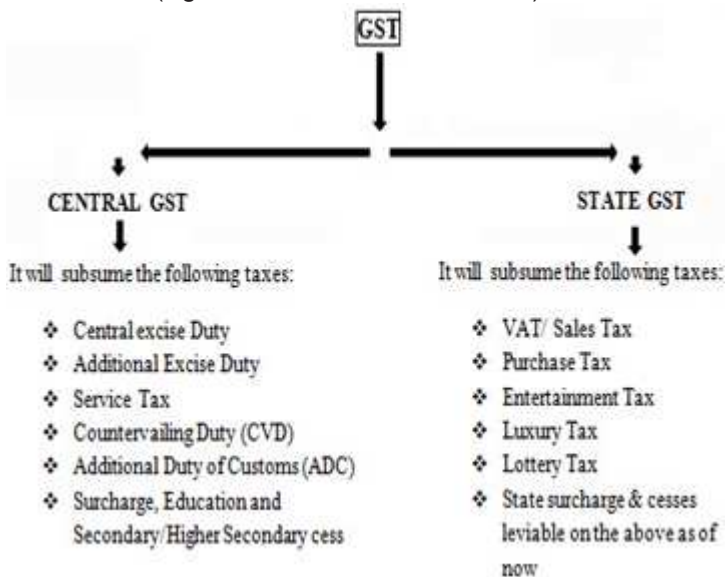 GST
CENTRAL GST
It will subsume the following taxes:
❖ Central excise Duty
❖ Additional Excise Duty
❖ Service Tax
❖ Countervailing Duty (CVD)
❖ Additional Duty of Customs (ADC)
❖ Surcharge, Education and
Secondary/Higher Secondary cess
STATE GST
It will subsume the following taxes:
❖ VAT/ Sales Tax
❖ Purchase Tax
❖ Entertainment Tax
❖ Luxury Tax
❖ Lottery Tax
❖ State surcharge & cesses
leviable on the above as of
now